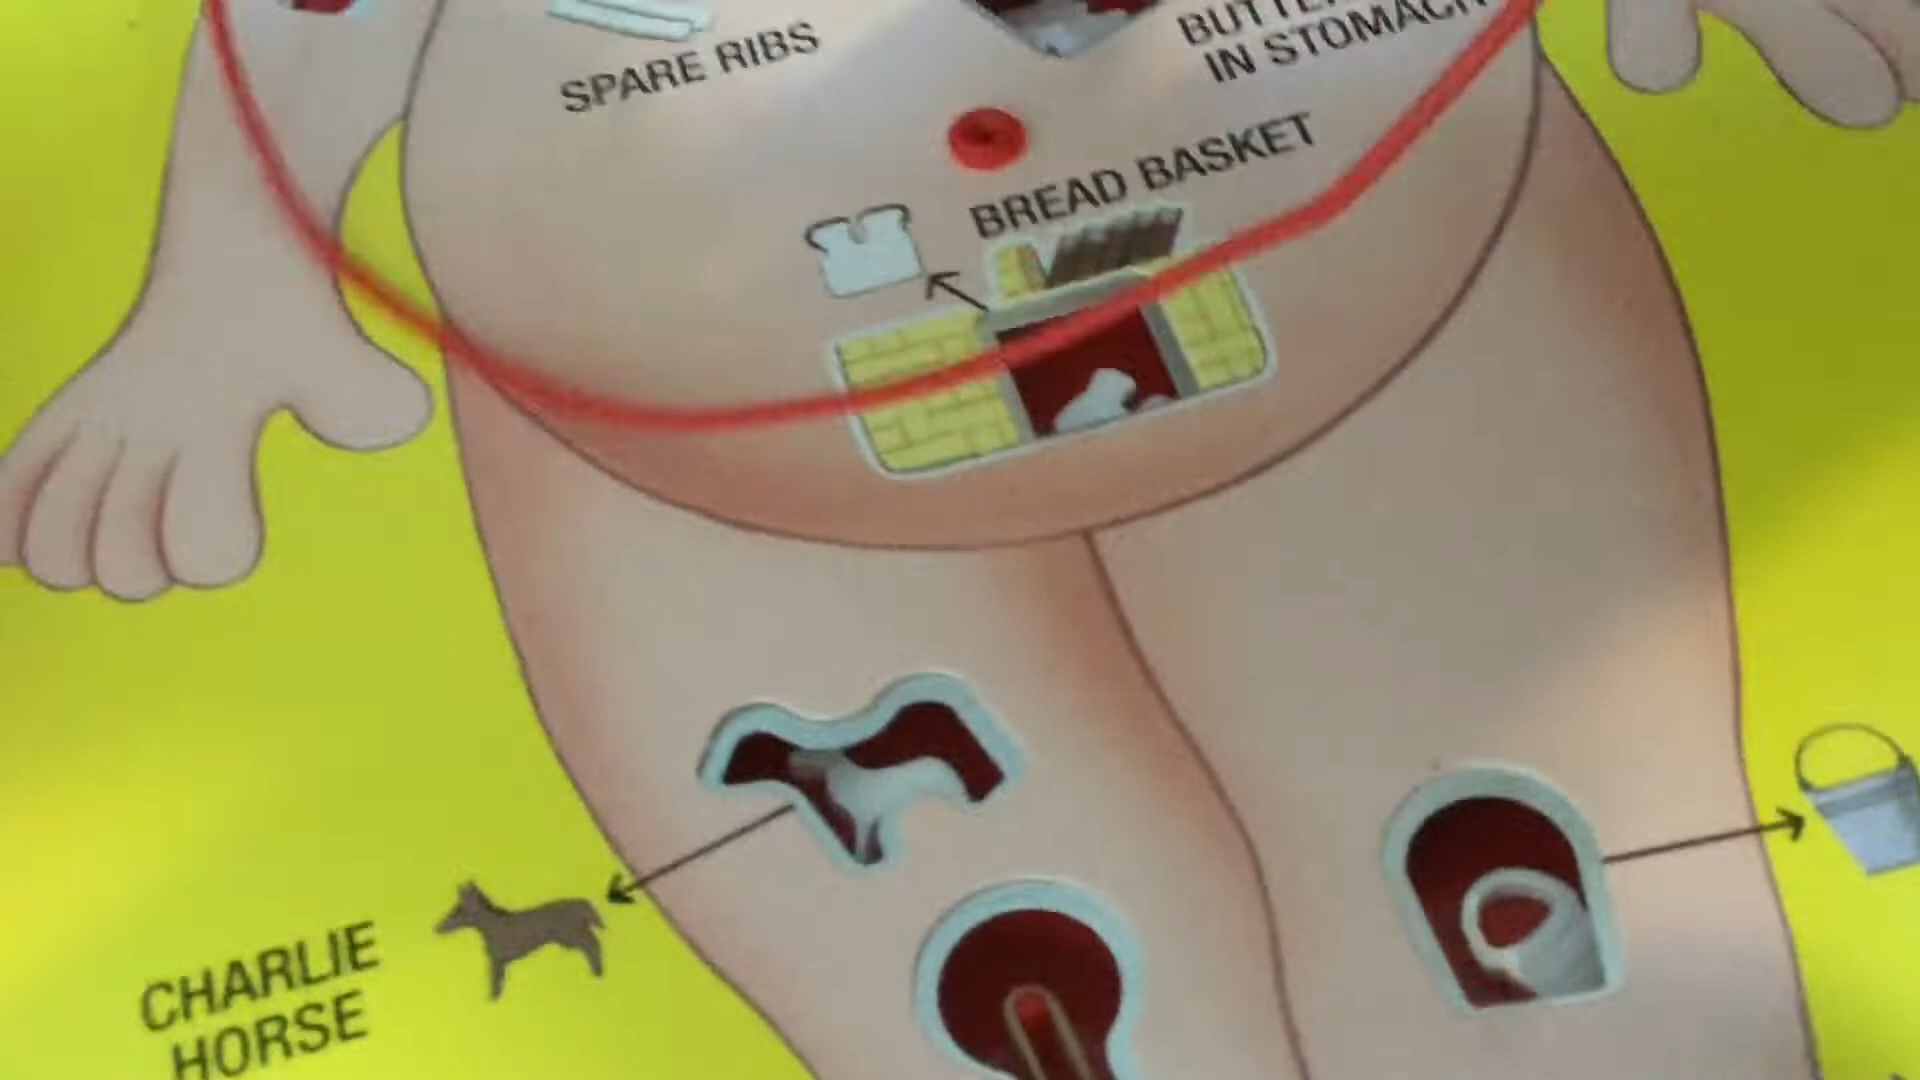 SPARE RIBS
IN STOMACH
BREAD BASKET
CHARLIE
HORSE